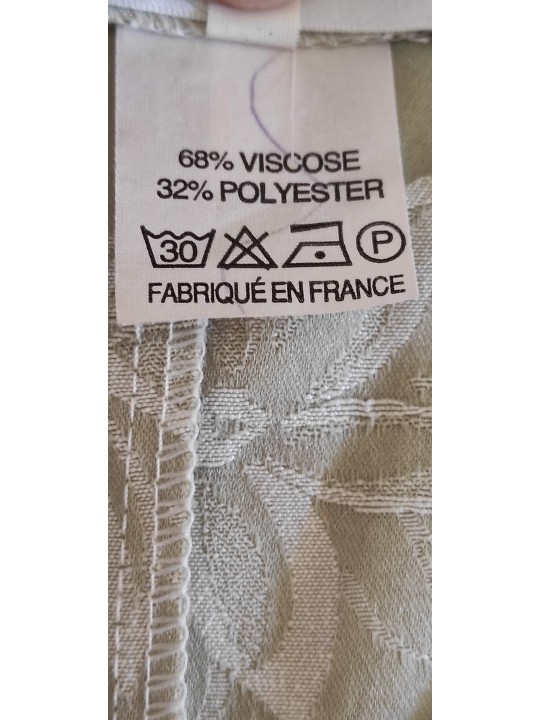 68% VISCOSE
32% POLYESTER
30 P
FABRIQUÉ EN FRANCE